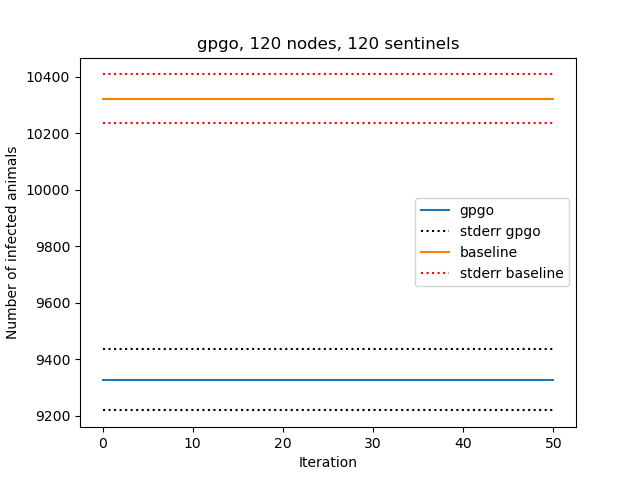 gpgo, 120 nodes, 120 sentinels
Number of infected animals
10400
10200
10000
9800
9600
9400
9200
gpgo
stderr gpgo
baseline
stderr baseline
0 10 20 30 40 50
Iteration